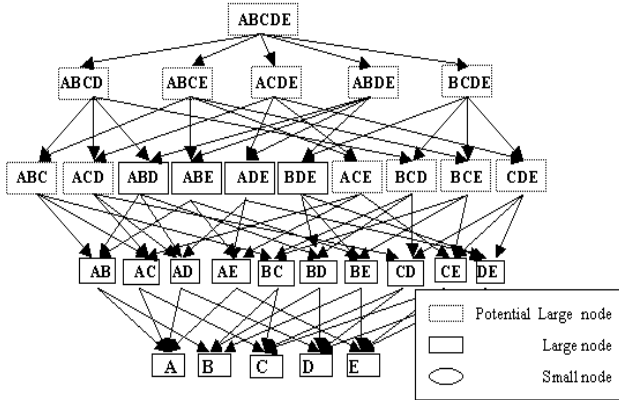 ABCDE
ABCD ABCE ACDE ABDE BCDE
ABC ACD ABD ABE ADE BDE ACE BCD BCE CDE
AB AC AD AE BC BD BE CD CE DE
A B C D E
Potential Large node
Large node
Small node